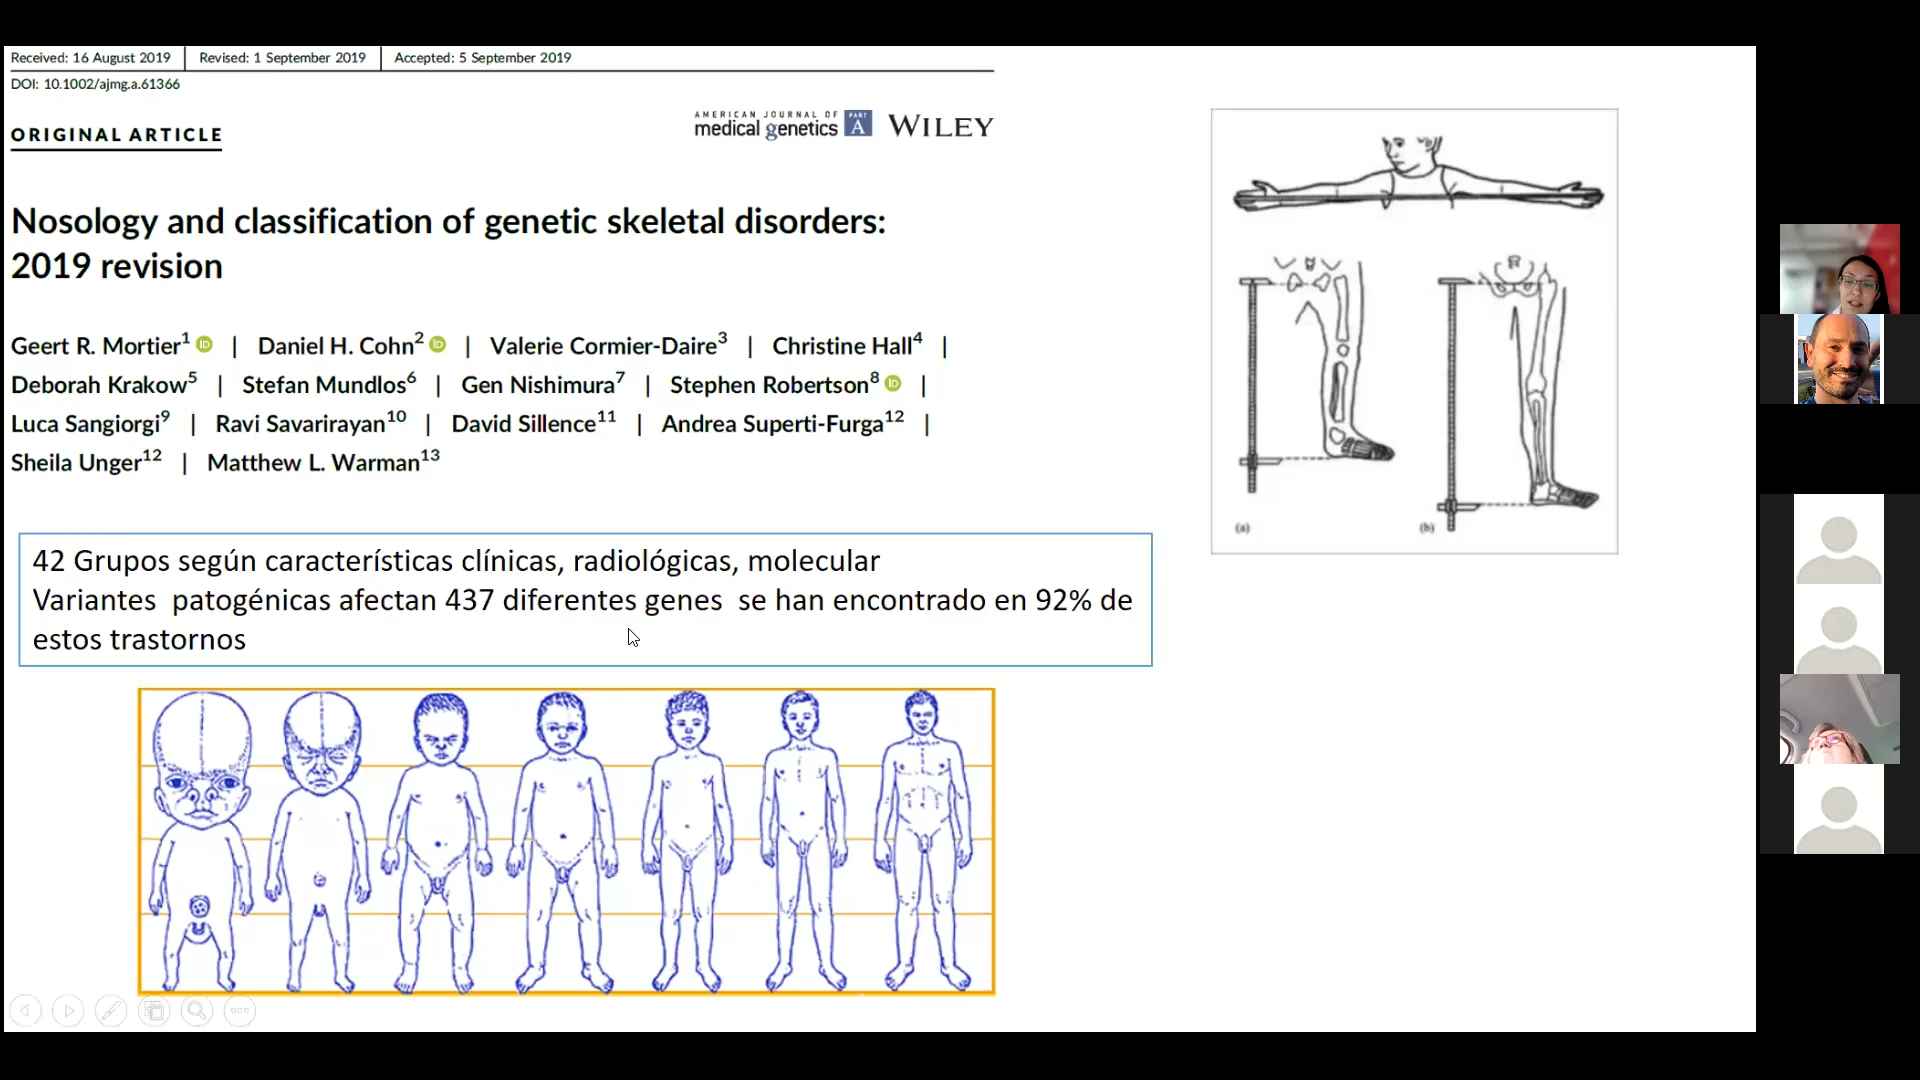 Received: 16 August 2019 | Revised: 1 September 2019 | Accepted: 5 September 2019
DOI: 10.1002/ajmg.a.61366
ORIGINAL ARTICLE
AMERICAN JOURNAL OF
medical genetics
PART
A
WILEY
Nosology and classification of genetic skeletal disorders:
2019 revision
Geert R. Mortier1 iD | Daniel H. Cohn2 iD | Valerie Cormier-Daire3 | Christine Hall4 |
Deborah Krakow5 | Stefan Mundlos6 | Gen Nishimura7 | Stephen Robertson8 iD |
Luca Sangiorgi9 | Ravi Savarirayan10 | David Sillence11 | Andrea Superti-Furga12 |
Sheila Unger12 | Matthew L. Warman13
42 Grupos según características clínicas, radiológicas, molecular
Variantes patogénicas afectan 437 diferentes genes se han encontrado en 92% de
estos trastornos
(a)
(b)